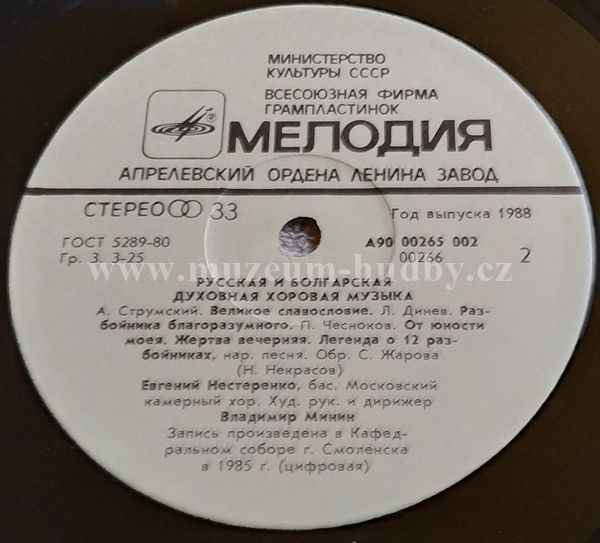 МИНИСТЕРСТВО
КУЛЬТУРЫ СССР
ВСЕСОЮЗНАЯ ФИРМА
ГРАМПЛАСТИНОК
МЕЛОДИЯ
АПРЕЛЕВСКИЙ ОРДЕНА ЛЕНИНА ЗАВОД
СТЕРЕО 33 Год выпуска 1988
ГОСТ 5289-80 А90 00265 002
Гр. 3. 3-25 00266 2
www.muzeum-hudby.cz
РУССКАЯ И БОЛГАРСКАЯ
ДУХОВНАЯ ХОРОВАЯ МУЗЫКА
А. Струмский. Великое славословие. Л. Динев. Раз-
бойника благоразумного. П. Чесноков. От юности
моея. Жертва вечерняя. Легенда о 12 раз-
бойниках, нар. песня. Обр. С. Жарова
(Н. Некрасов)
Евгений Нестеренко, бас. Московский
камерный хор. Худ. рук. и дирижер
Владимир Минин
Запись произведена в Кафед-
ральном соборе г. Смоленска
в 1985 г. (цифровая)